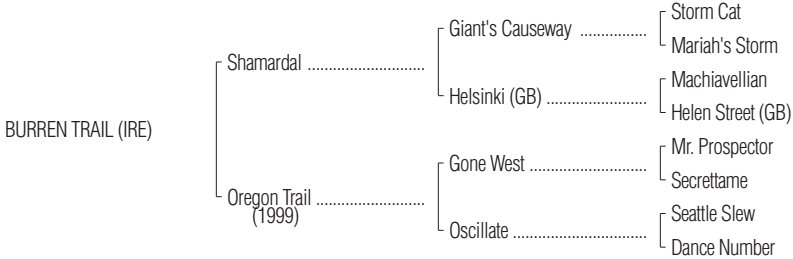 Storm Cat
Giant's Causeway ................
Mariah's Storm
Shamardal ............................
Machiavellian
Helsinki (GB) ........................
Helen Street (GB)
BURREN TRAIL (IRE)
Mr. Prospector
Gone West ............................
Secrettame
Oregon Trail ..........................
(1999)
Seattle Slew
Oscillate ................................
Dance Number